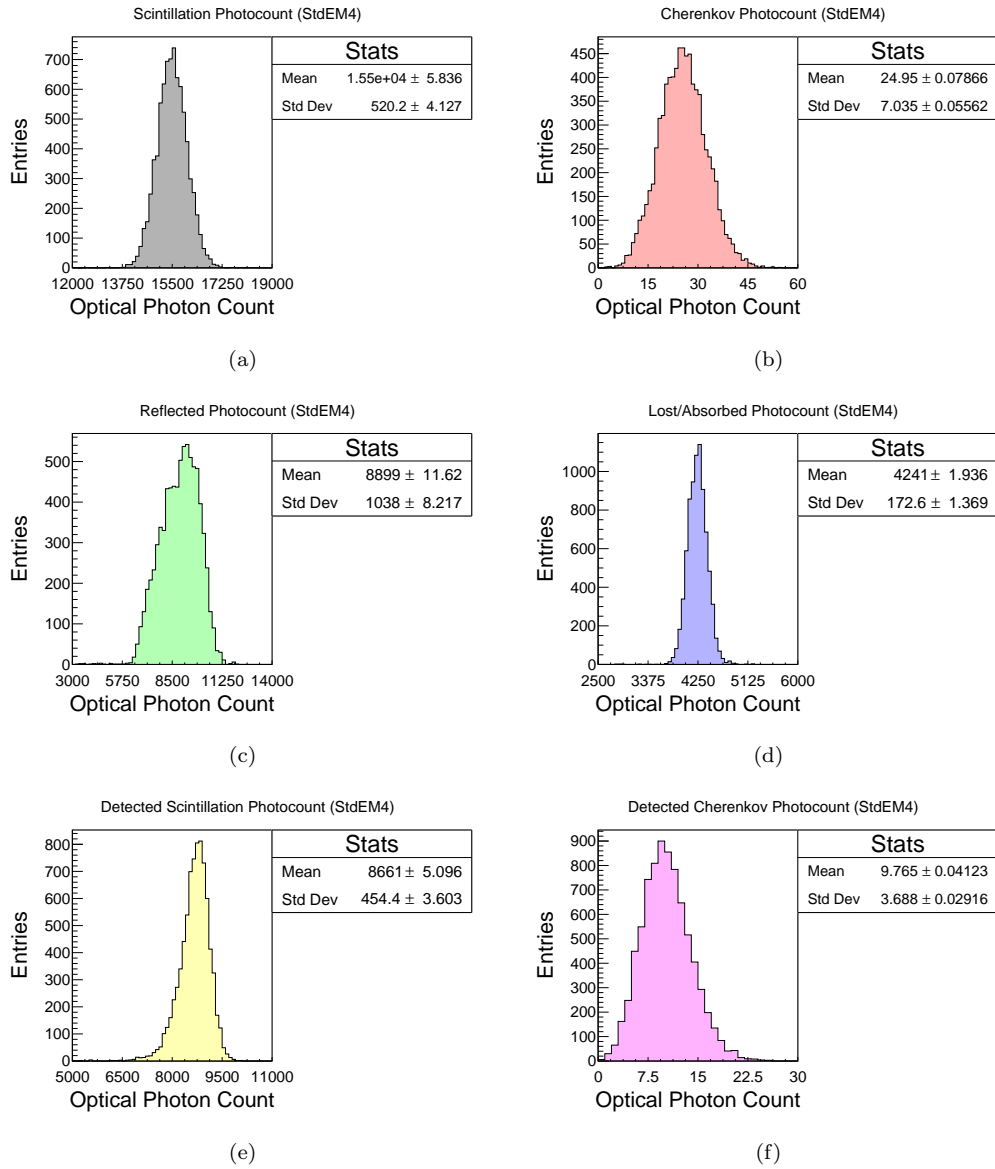 Scintillation Photocount (StdEM4)
Stats
Mean 1.55e+04 ± 5.836
Std Dev 520.2 ± 4.127
Entries
700
600
500
400
300
200
100
0
12000 13750 15500 17250 19000
Optical Photon Count
(a)
Cherenkov Photocount (StdEM4)
Stats
Mean 24.95 ± 0.07866
Std Dev 7.035 ± 0.05562
Entries
450
400
350
300
250
200
150
100
50
0
0 15 30 45 60
Optical Photon Count
(b)
Reflected Photocount (StdEM4)
Stats
Mean 8899 ± 11.62
Std Dev 1038 ± 8.217
Entries
500
400
300
200
100
0
3000 5750 8500 11250 14000
Optical Photon Count
(c)
Lost/Absorbed Photocount (StdEM4)
Stats
Mean 4241 ± 1.936
Std Dev 172.6 ± 1.369
Entries
1000
800
600
400
200
0
2500 3375 4250 5125 6000
Optical Photon Count
(d)
Detected Scintillation Photocount (StdEM4)
Stats
Mean 8661 ± 5.096
Std Dev 454.4 ± 3.603
Entries
800
700
600
500
400
300
200
100
0
5000 6500 8000 9500 11000
Optical Photon Count
(e)
Detected Cherenkov Photocount (StdEM4)
Stats
Mean 9.765 ± 0.04123
Std Dev 3.688 ± 0.02916
Entries
900
800
700
600
500
400
300
200
100
0
0 7.5 15 22.5 30
Optical Photon Count
(f)